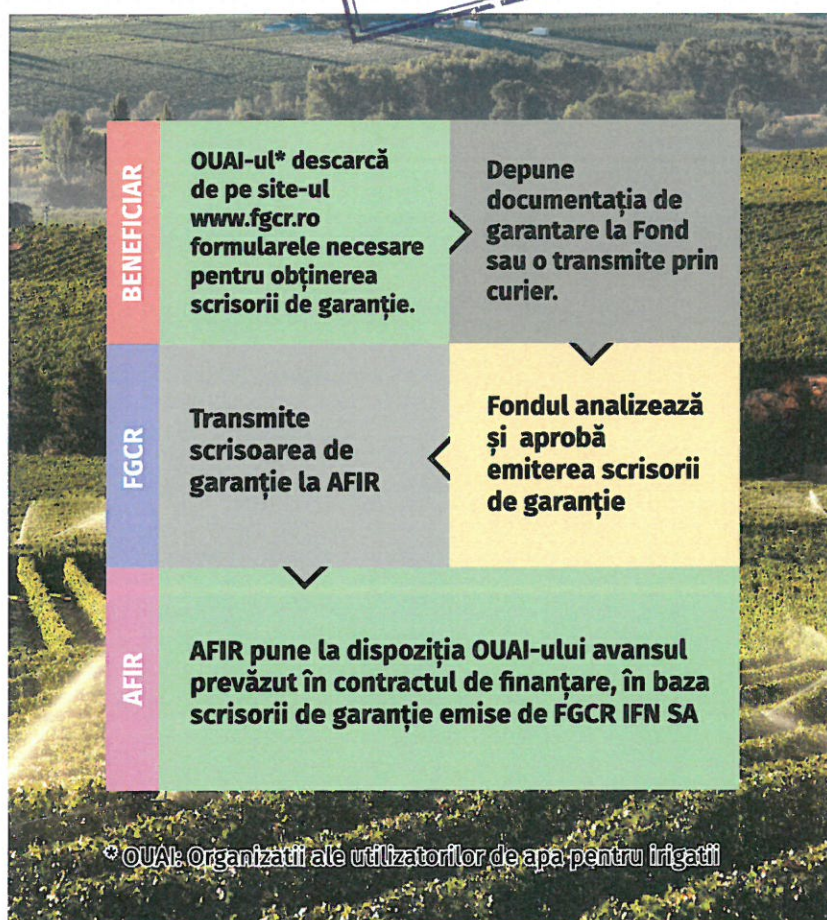 BENEFICIAR
OUAI-ul* descarcă
de pe site-ul
www.fgcr.ro
formularele necesare
pentru obținerea
scrisorii de garanție.
Depune
documentația de
garantare la Fond
sau o transmite prin
curier.
FGCR
Transmite
scrisoarea de
garanție la AFIR
Fondul analizează
și aprobă
emiterea scrisorii
de garanție
AFIR
AFIR pune la dispoziția OUAI-ului avansul
prevăzut în contractul de finanțare, în baza
scrisorii de garanție emise de FGCR IFN SA
* OUAI: Organizatii ale utilizatorilor de apa pentru irigatii